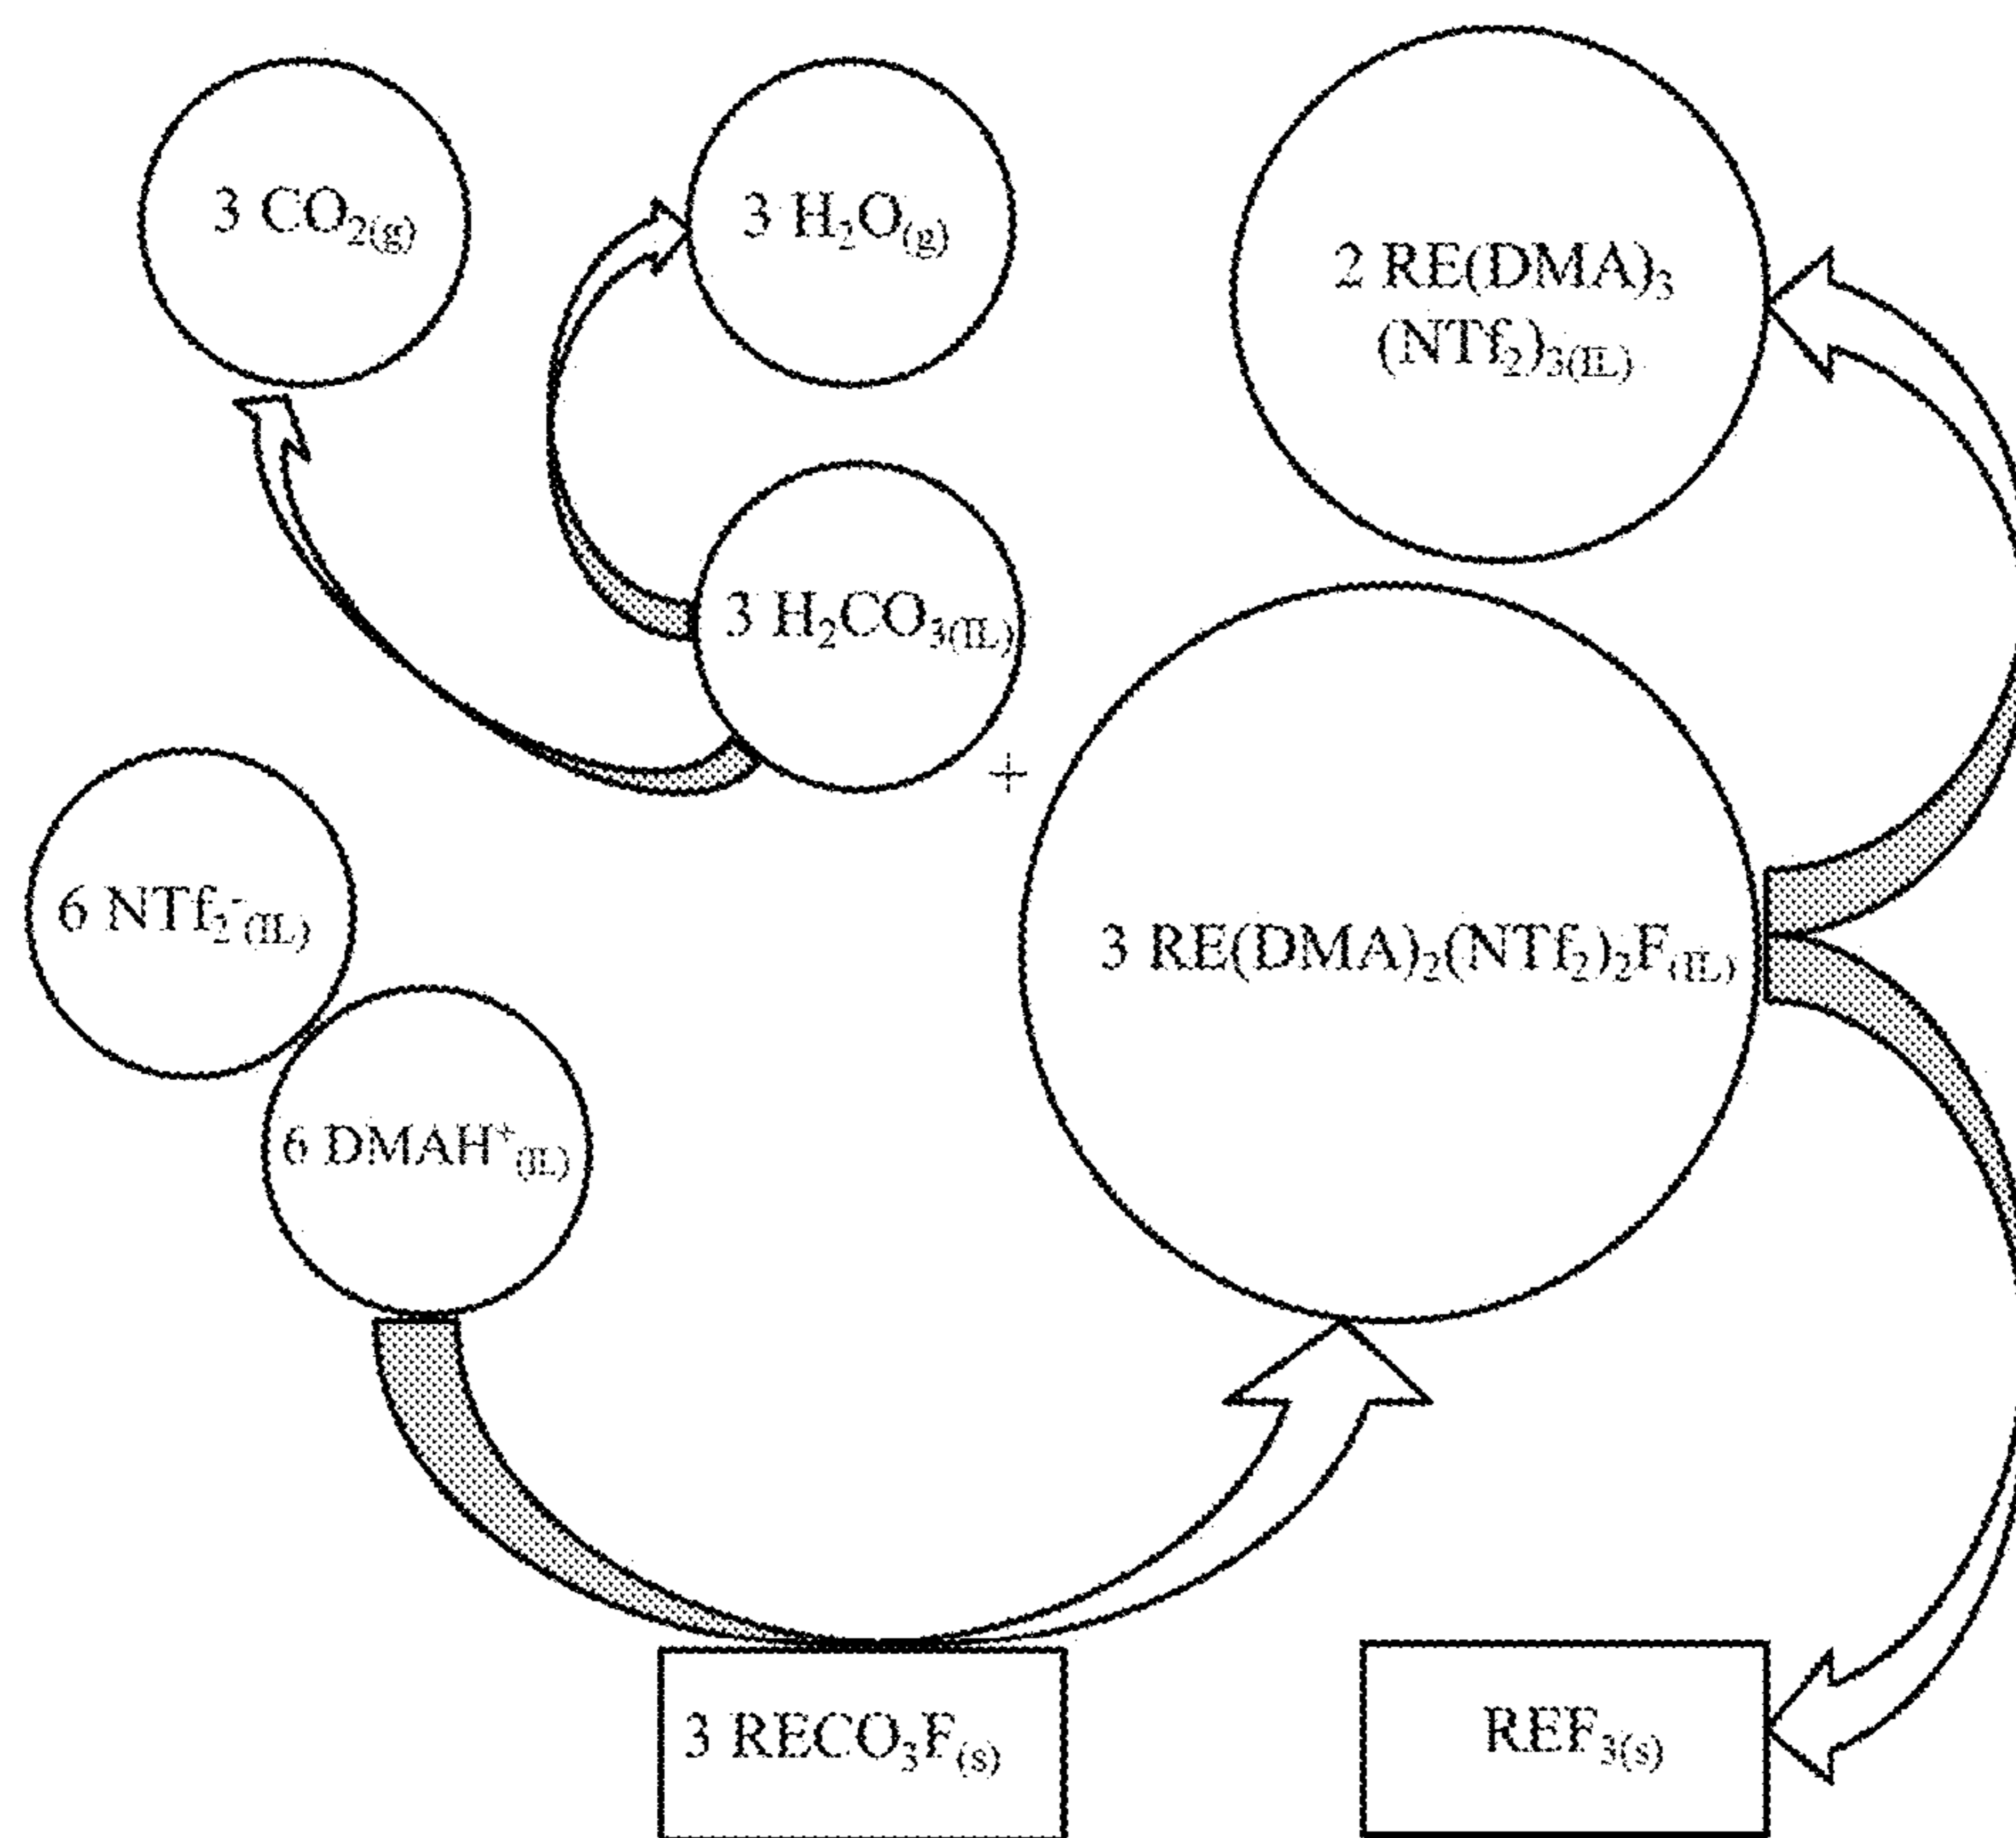 3 CO₂(g)
3 H₂O(g)
2 RE(DMA)₃
(NTf₂)₃(IL)
3 H₂CO₃(IL)
+
6 NTf₂⁻(IL)
3 RE(DMA)₂(NTf₂)₂F(IL)
6 DMAH⁺(IL)
3 RECO₃F(s)
REF₃(s)